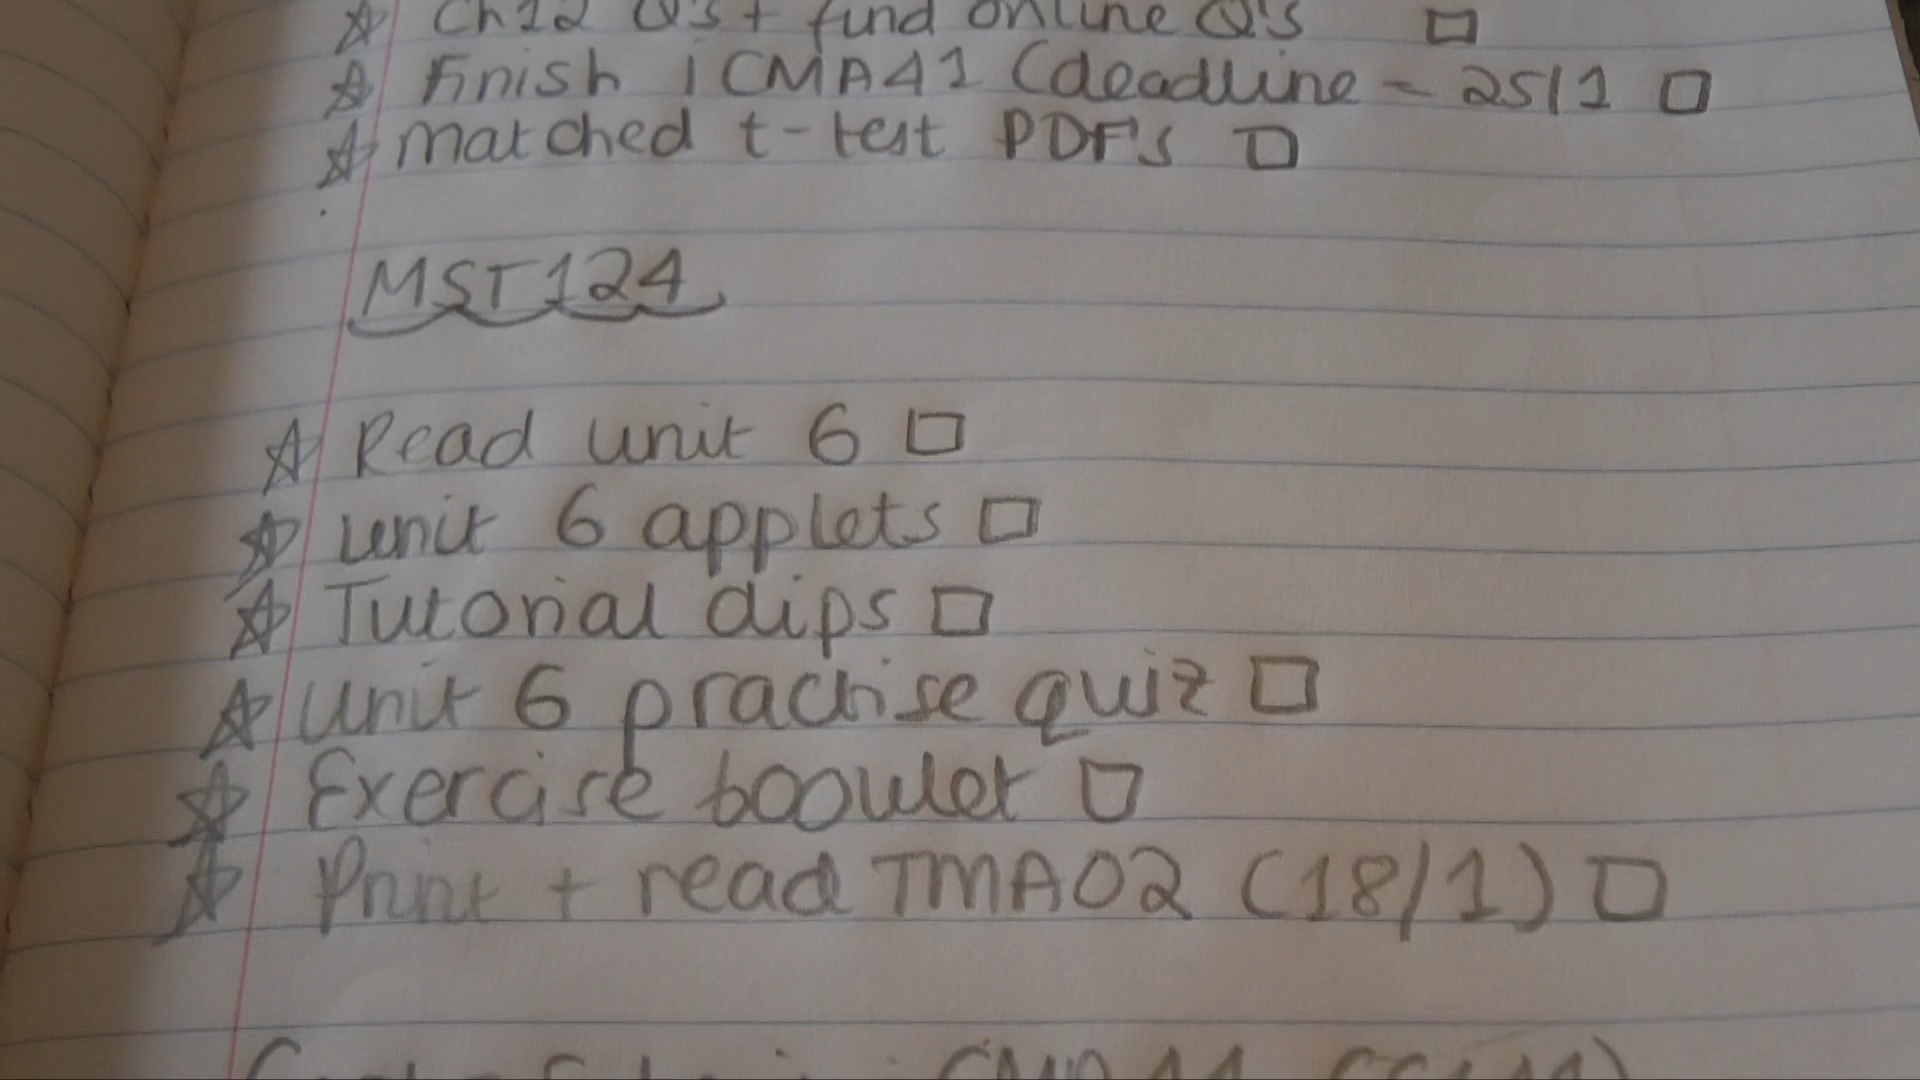 Ch12 Q's + find online Q's
Finish iCMA41 (deadline - 25/1
Matched t-test PDF's
MST124
Read unit 6
Unit 6 applets
Tutorial clips
Unit 6 practise quiz
Exercise booklet
Print + read TMA02 (18/1)